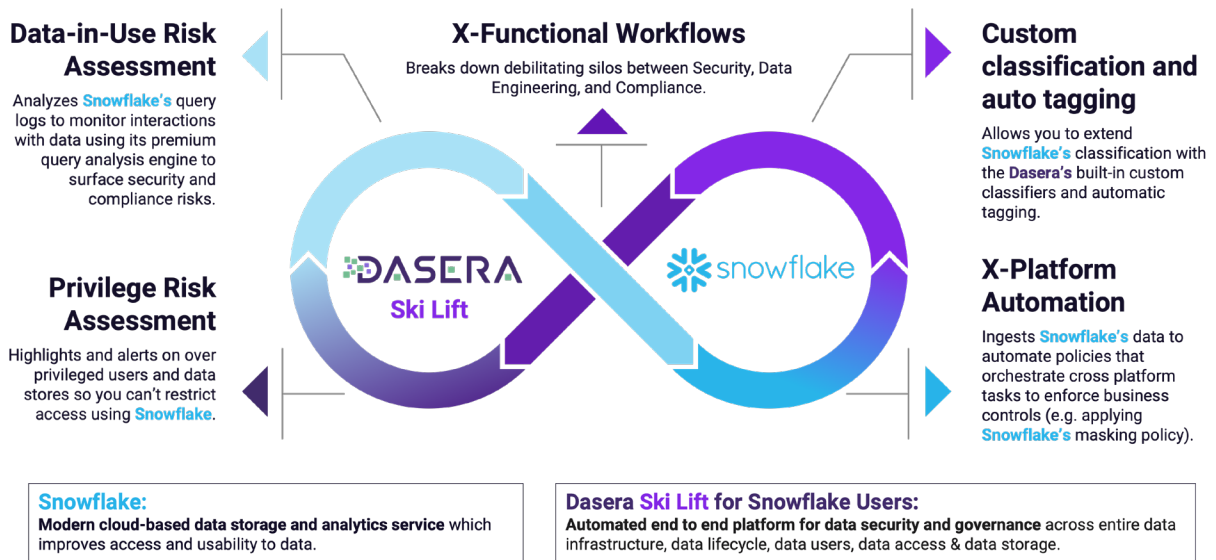 Data-in-Use Risk
Assessment
Analyzes Snowflake's query
logs to monitor interactions
with data using its premium
query analysis engine to
surface security and
compliance risks.
X-Functional Workflows
Breaks down debilitating silos between Security, Data
Engineering, and Compliance.
Custom
classification and
auto tagging
Allows you to extend
Snowflake's classification with
the Dasera's built-in custom
classifiers and automatic
tagging.
DASERA
Ski Lift
snowflake
Privilege Risk
Assessment
Highlights and alerts on over
privileged users and data
stores so you can't restrict
access using Snowflake.
X-Platform
Automation
Ingests Snowflake's data to
automate policies that
orchestrate cross platform
tasks to enforce business
controls (e.g. applying
Snowflake's masking policy).
Snowflake:
Modern cloud-based data storage and analytics service which
improves access and usability to data.
Dasera Ski Lift for Snowflake Users:
Automated end to end platform for data security and governance across entire data
infrastructure, data lifecycle, data users, data access & data storage.